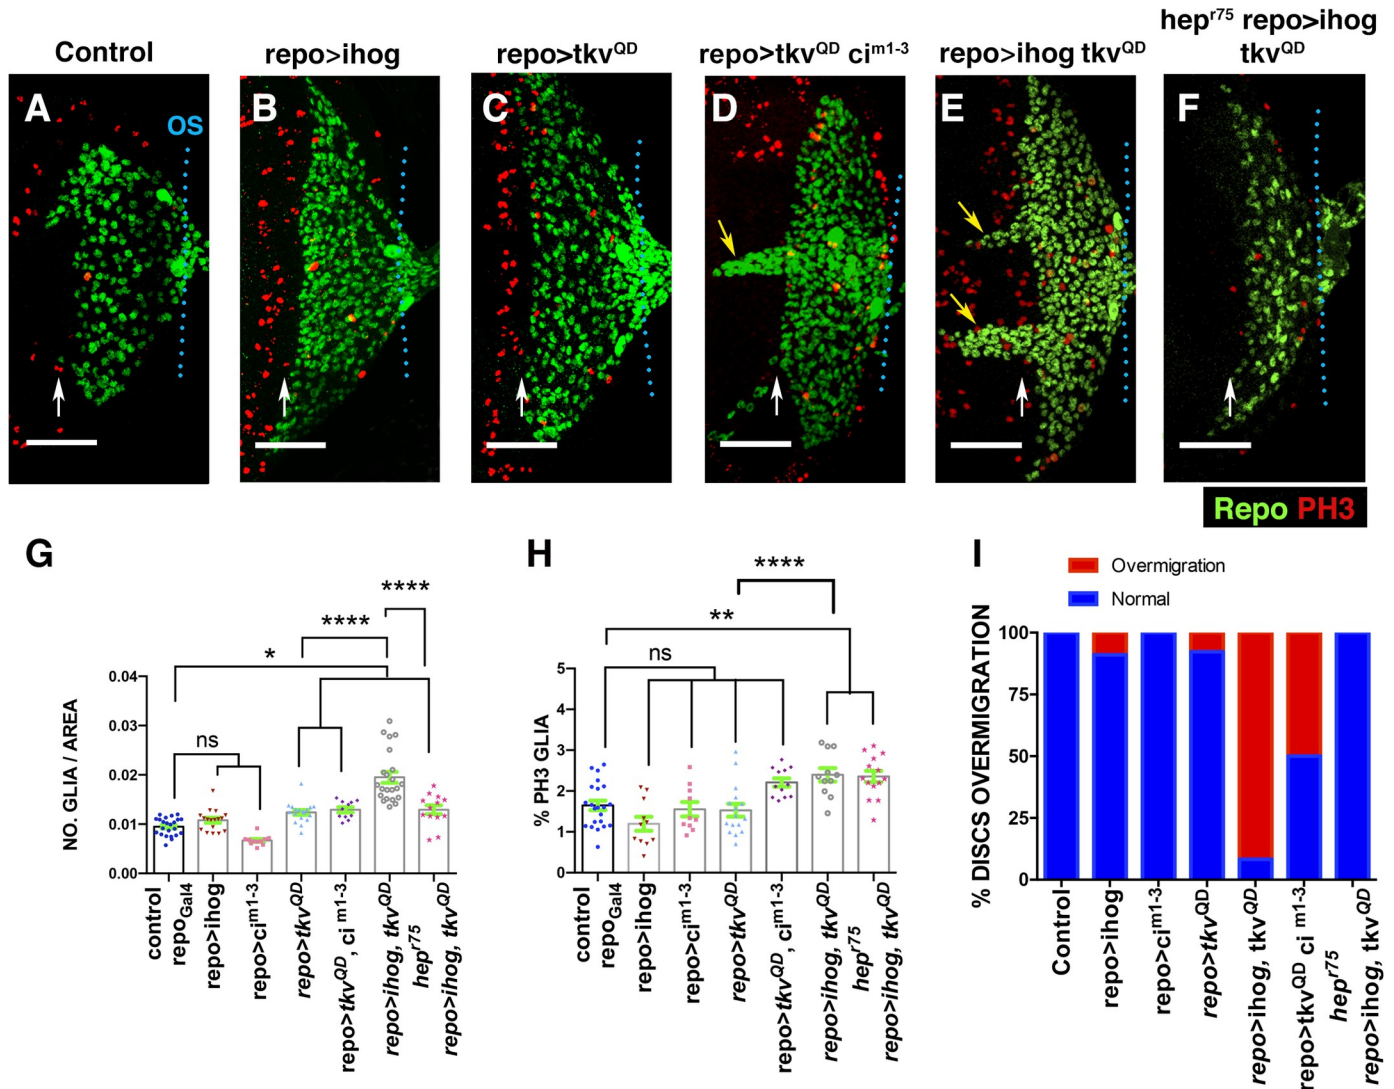 Control
repo>ihog
repo>tkvQD
repo>tkvQD cim1-3
repo>ihog tkvQD
hepr75 repo>ihog
tkvQD
A
OS
B
C
D
E
F
Repo PH3
G
NO. GLIA / AREA
0.04
0.03
0.02
0.01
0.00
ns
*
****
****
control
repoGal4
repo>ihog
repo>cim1-3
repo>tkvQD
repo>tkvQD, cim1-3
repo>ihog, tkvQD
hepr75
repo>ihog, tkvQD
H
% PH3 GLIA
5
4
3
2
1
0
ns
**
****
control
repoGal4
repo>ihog
repo>cim1-3
repo>tkvQD
repo>tkvQD, cim1-3
repo>ihog, tkvQD
hepr75
repo>ihog, tkvQD
I
Overmigration
Normal
% DISCS OVERMIGRATION
100
75
50
25
0
Control
repo>ihog
repo>cim1-3
repo>tkvQD
repo>ihog, tkvQD
repo>tkvQD cim1-3
hepr75
repo>ihog, tkvQD